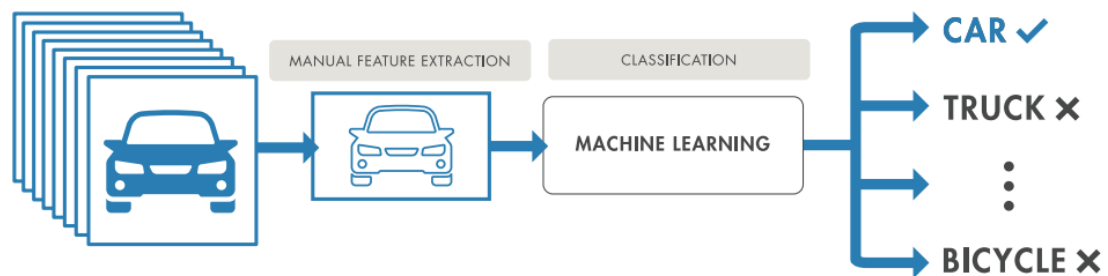 MANUAL FEATURE EXTRACTION
CLASSIFICATION
MACHINE LEARNING
CAR
TRUCK
BICYCLE